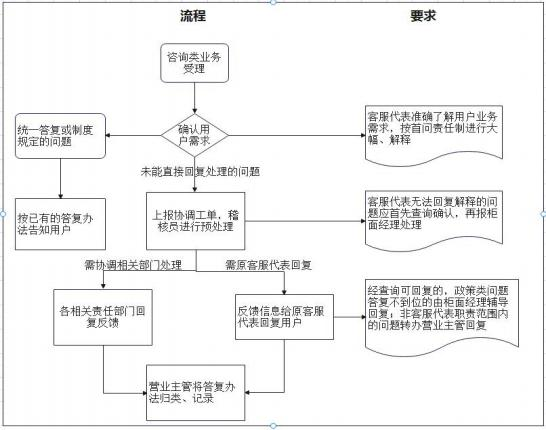 流程
要求
咨询类业务
受理
统一答复或制度
规定的问题
确认用
户需求
客服代表准确了解用户业务
需求，按首问责任制进行大
幅、解释
未能直接回复处理的问题
按已有的答复办
法告知用户
上报协调工单，稽
核员进行预处理
客服代表无法回复解释的问
题应首先查询确认，再报柜
面经理处理
需协调相关部门处理
需原客服代表回复
各相关责任部门回
复反馈
反馈信息给原客服
代表回复用户
经查询可回复的，政策类问题
答复不到位的由柜面经理辅导
回复；非客服代表职责范围内
的问题转办营业主管回复
营业主管将答复办
法归类、记录